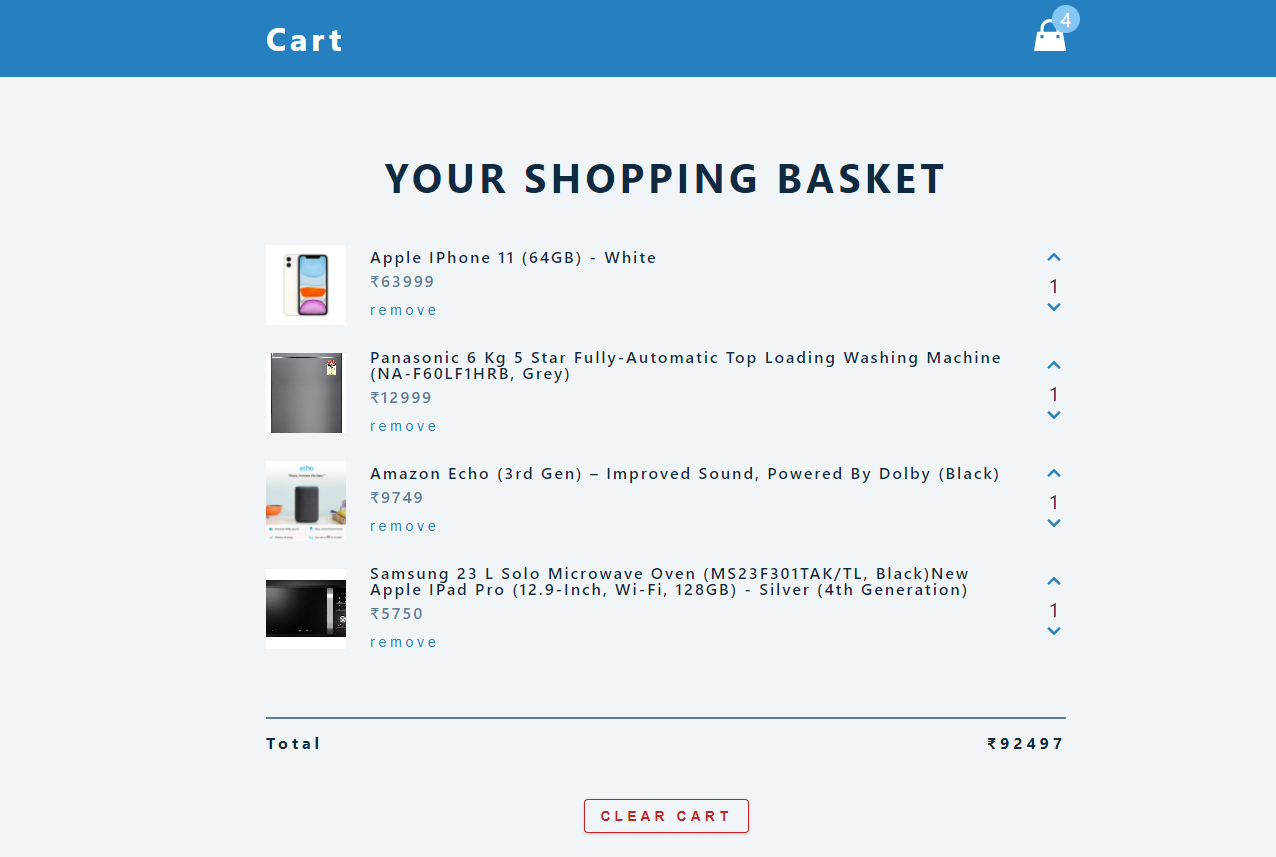 Cart
4
YOUR SHOPPING BASKET
Apple IPhone 11 (64GB) - White
₹63999
remove
1
Panasonic 6 Kg 5 Star Fully-Automatic Top Loading Washing Machine
(NA-F60LF1HRB, Grey)
₹12999
remove
1
echo
Amazon Echo (3rd Gen) – Improved Sound, Powered By Dolby (Black)
₹9749
remove
1
Samsung 23 L Solo Microwave Oven (MS23F301TAK/TL, Black)New
Apple IPad Pro (12.9-Inch, Wi-Fi, 128GB) - Silver (4th Generation)
₹5750
remove
1
Total
₹92497
CLEAR CART